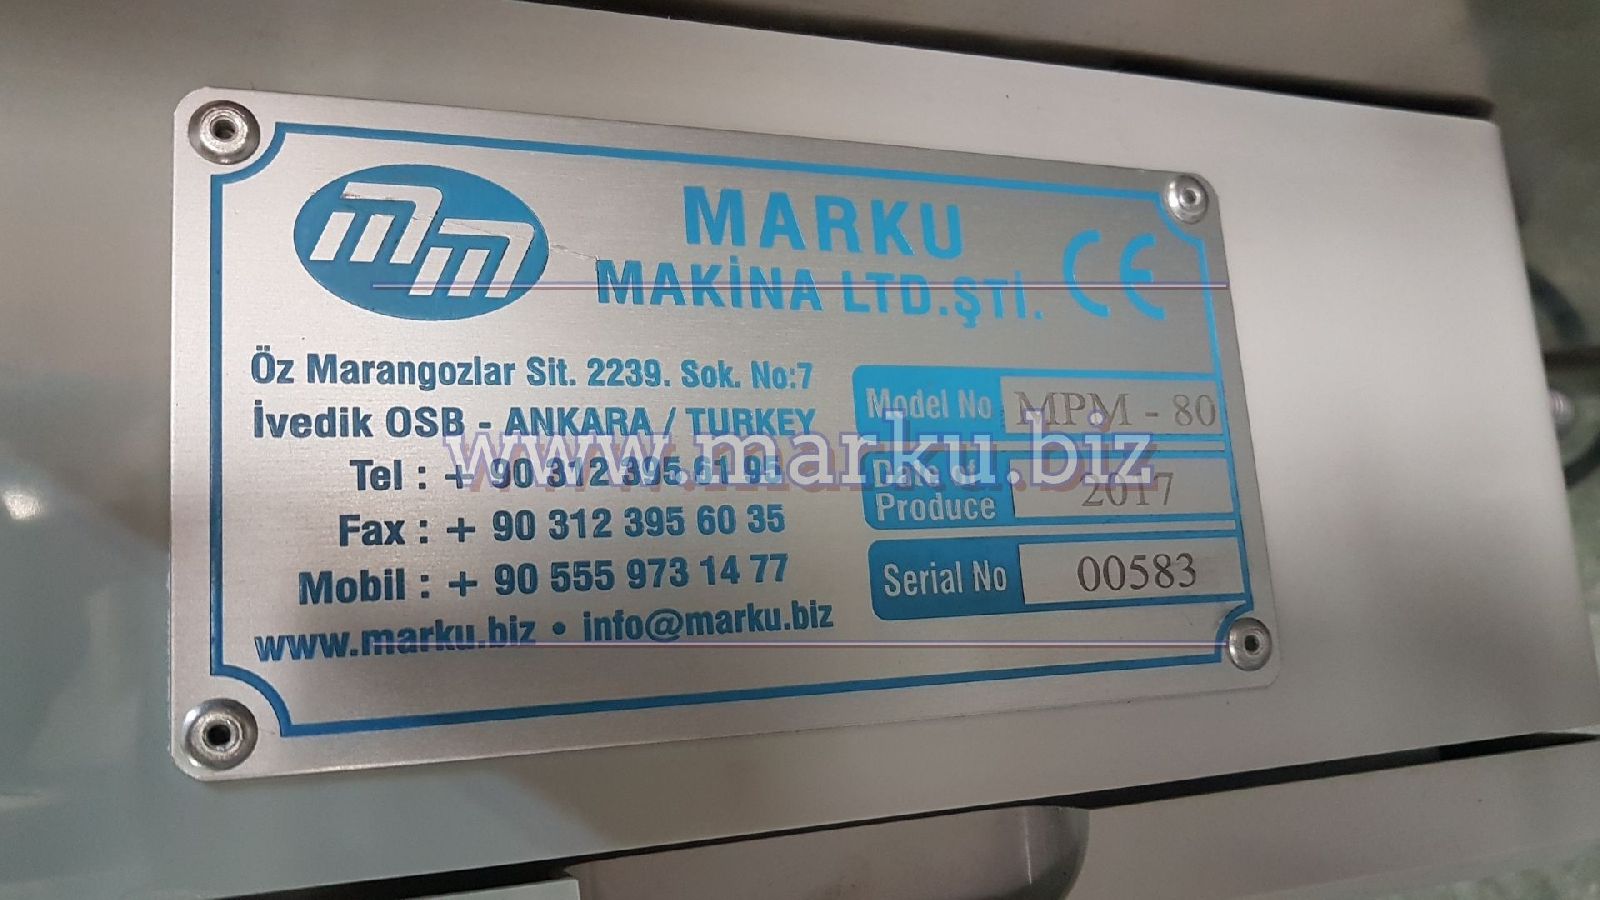 MM
MARKU
MAKİNA LTD.ŞTİ.
CE
Öz Marangozlar Sit. 2239. Sok. No:7
İvedik OSB - ANKARA / TURKEY
Tel : + 90 312 395 61 95
Fax : + 90 312 395 60 35
Mobil : + 90 555 973 14 77
www.marku.biz • info@marku.biz
Model No MPM - 80
Date of Produce 2017
Serial No 00583
www.marku.biz